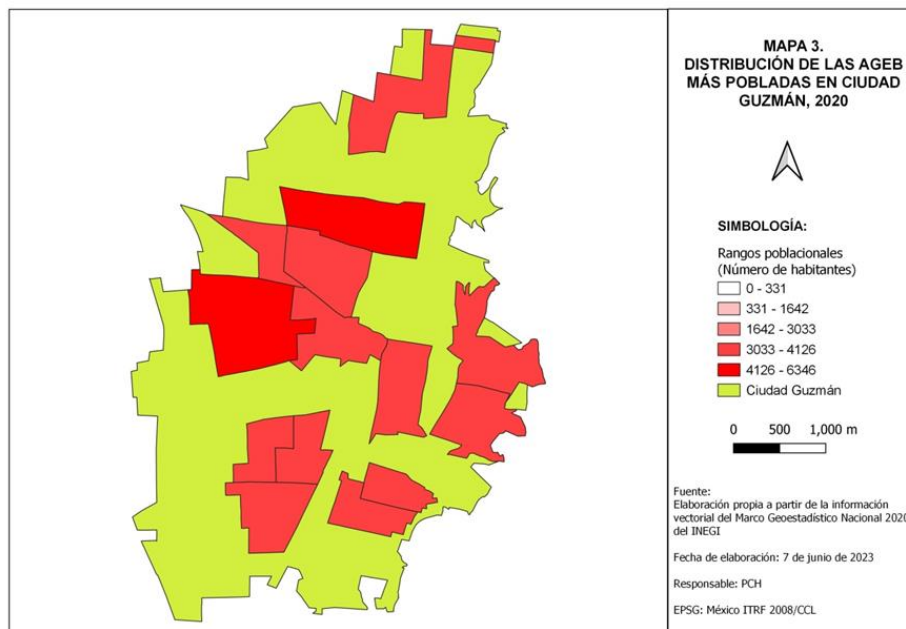 MAPA 3.
DISTRIBUCIÓN DE LAS AGEB
MÁS POBLADAS EN CIUDAD
GUZMÁN, 2020
SIMBOLOGÍA:
Rangos poblacionales
(Número de habitantes)
0 - 331
331 - 1642
1642 - 3033
3033 - 4126
4126 - 6346
Ciudad Guzmán
0 500 1,000 m
Fuente:
Elaboración propia a partir de la información
vectorial del Marco Geoestadístico Nacional 2020
del INEGI
Fecha de elaboración: 7 de junio de 2023
Responsable: PCH
EPSG: México ITRF 2008/CCL